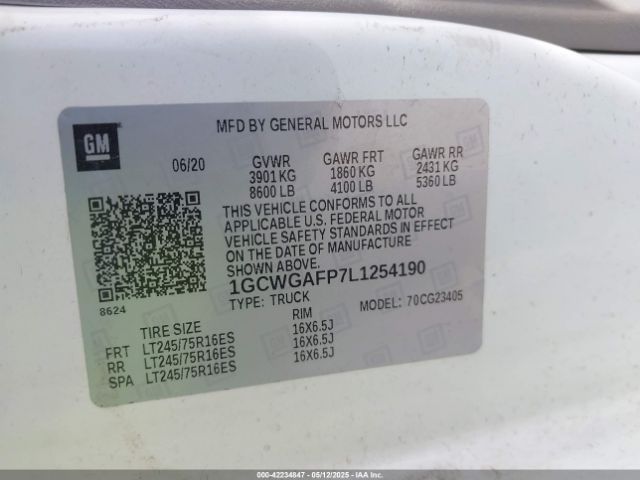 GM
MFD BY GENERAL MOTORS LLC
06/20 GVWR GAWR FRT GAWR RR
3901 KG 1860 KG 2431 KG
8600 LB 4100 LB 5360 LB
THIS VEHICLE CONFORMS TO ALL
APPLICABLE U.S. FEDERAL MOTOR
VEHICLE SAFETY STANDARDS IN EFFECT
ON THE DATE OF MANUFACTURE
SHOWN ABOVE.
1GCWGAFP7L1254190
8624 TYPE: TRUCK MODEL: 70CG23405
TIRE SIZE RIM
FRT LT245/75R16ES 16X6.5J
RR LT245/75R16ES 16X6.5J
SPA LT245/75R16ES 16X6.5J
000-42234847 - 05/12/2025 - IAAI.COM